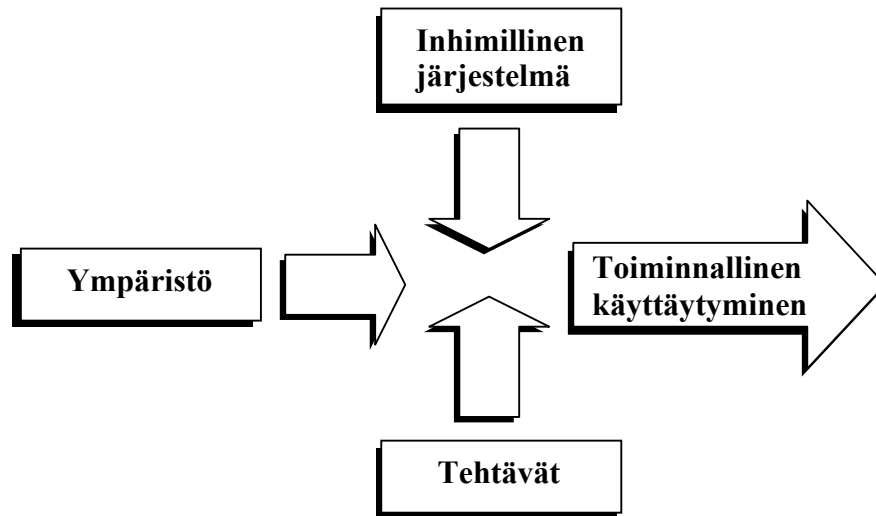 Inhimillinen
järjestelmä
Ympäristö
Toiminnallinen
käyttäytyminen
Tehtävät